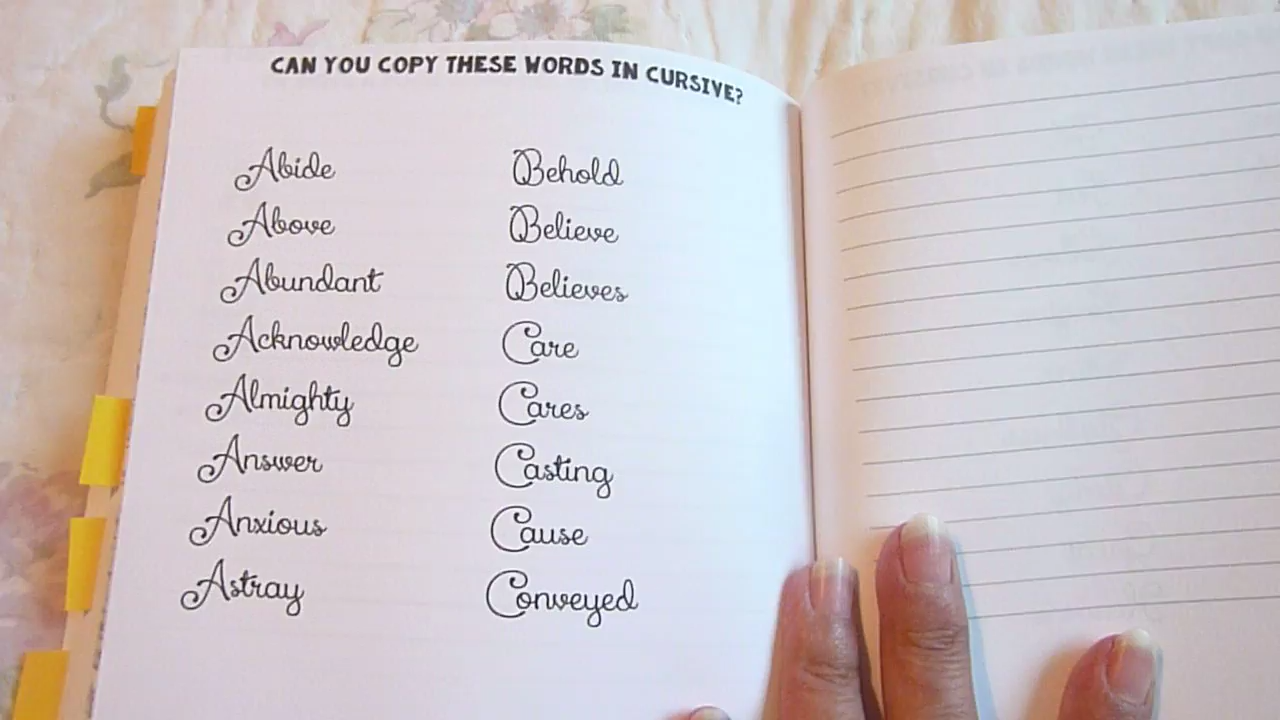 CAN YOU COPY THESE WORDS IN CURSIVE?
Abide
Above
Abundant
Acknowledge
Almighty
Answer
Anxious
Astray
Behold
Believe
Believes
Care
Cares
Casting
Cause
Conveyed